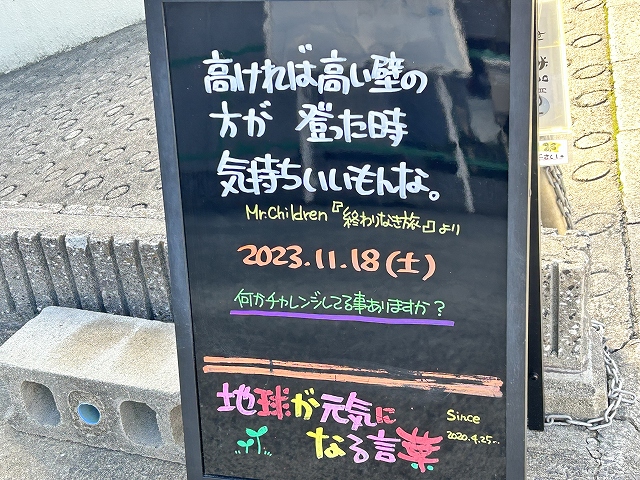 高ければ高い壁の
方が 登った時
気持ちいいもんな。
Mr.Children『終わりなき旅』より
2023.11.18(土)
何かチャレンジしてる事ありますか?
地球が元気に
なる言葉
Since
2020.4.25〜